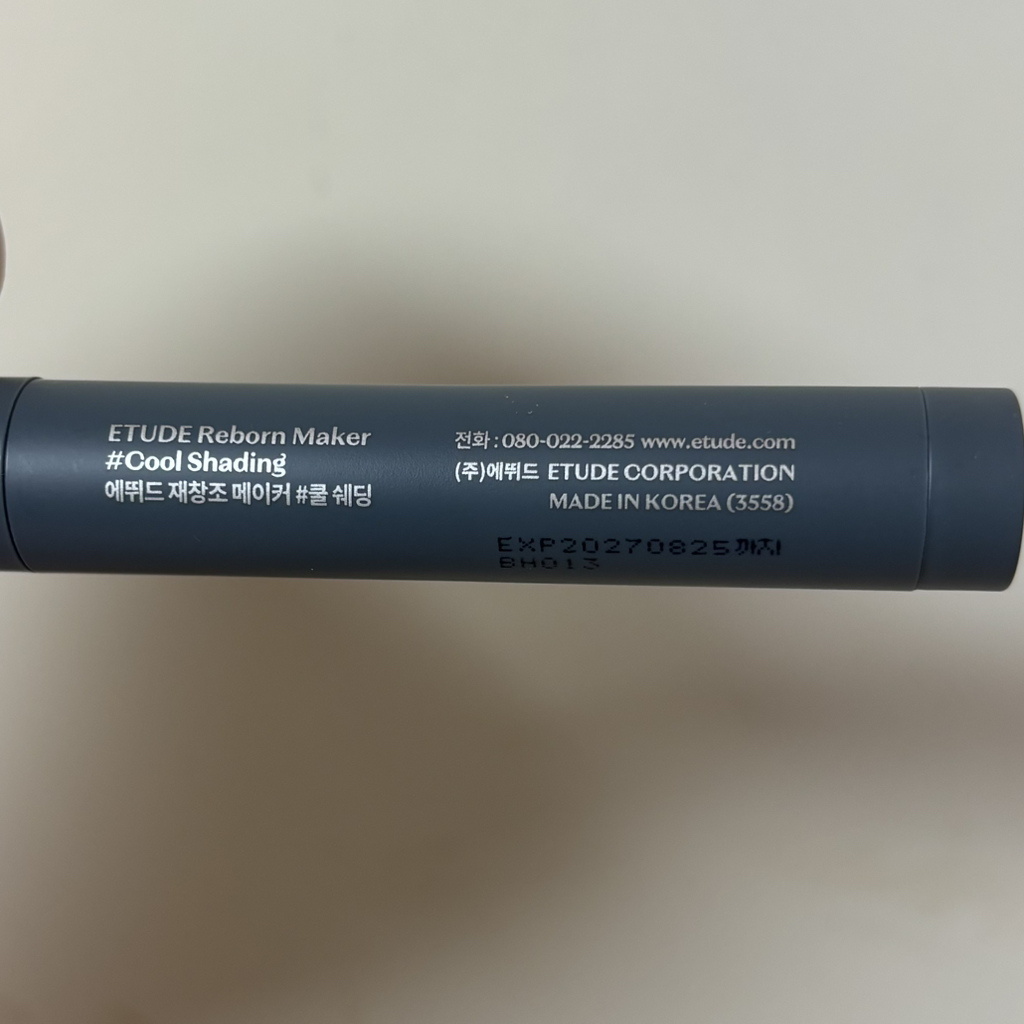 ETUDE Reborn Maker
#Cool Shading
에뛰드 재창조 메이커 #쿨 쉐딩
전화 : 080-022-2285 www.etude.com
(주)에뛰드 ETUDE CORPORATION
MADE IN KOREA (3558)
EXP20270825까지
BH013